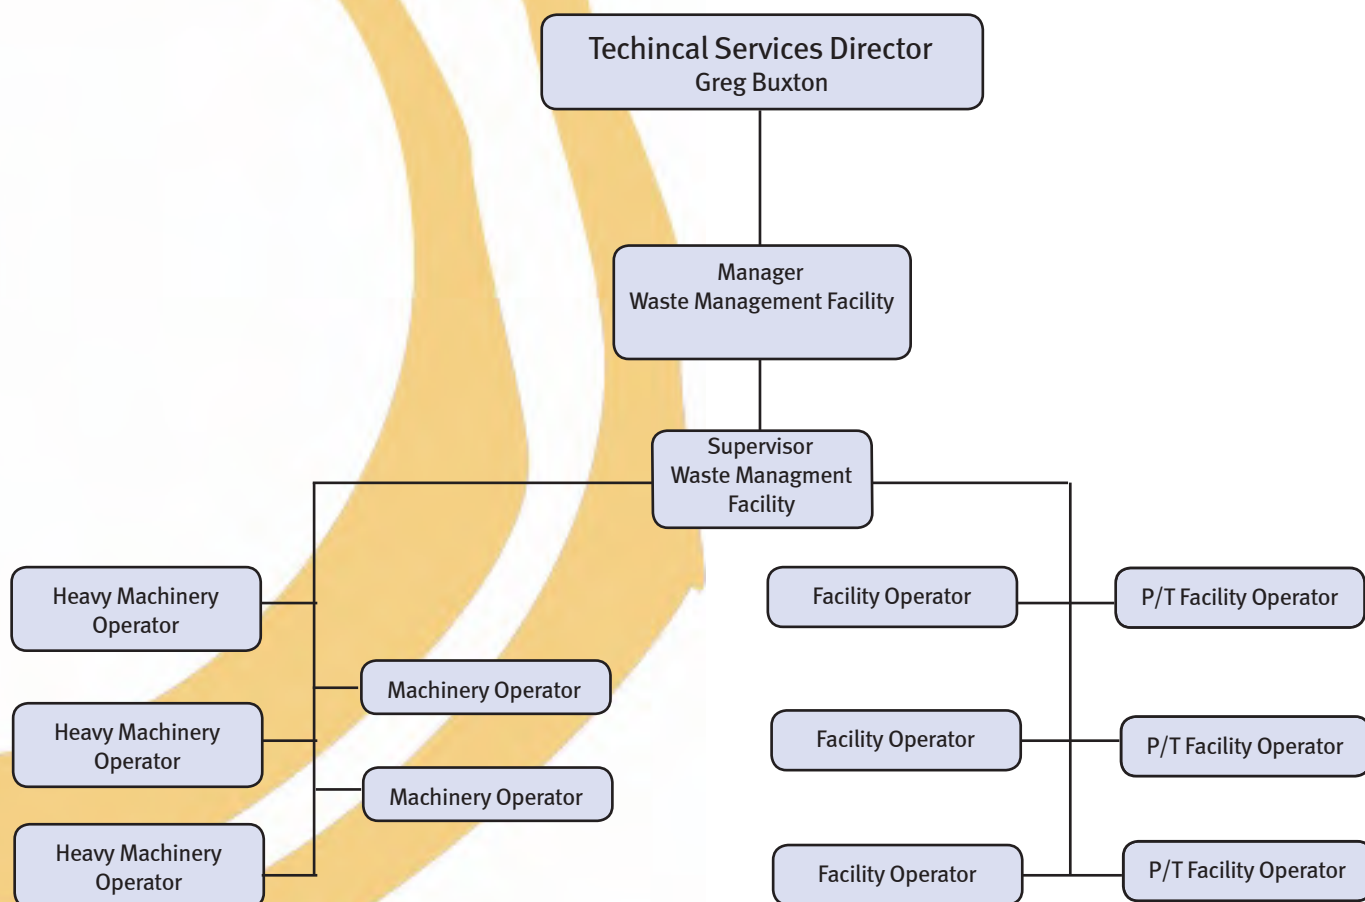 Techincal Services Director
Greg Buxton
Manager
Waste Management Facility
Supervisor
Waste Managment
Facility
Heavy Machinery
Operator
Machinery Operator
Heavy Machinery
Operator
Machinery Operator
Heavy Machinery
Operator
Facility Operator
P/T Facility Operator
Facility Operator
P/T Facility Operator
Facility Operator
P/T Facility Operator